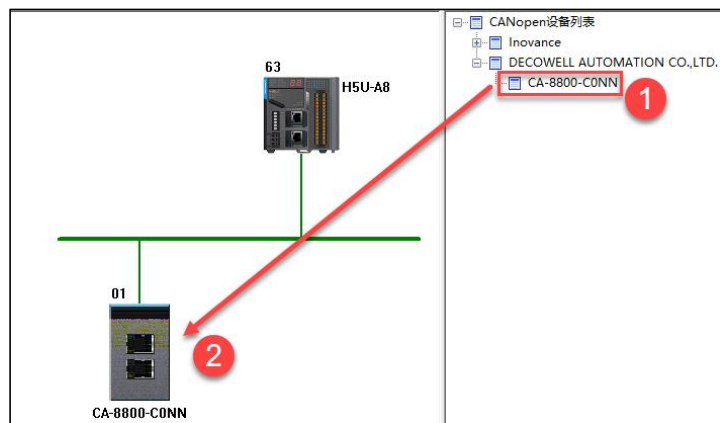 CANopen设备列表
Inovance
DECOWELL AUTOMATION CO.,LTD.
CA-8800-C0NN
1
63
H5U-A8
01
2
CA-8800-C0NN